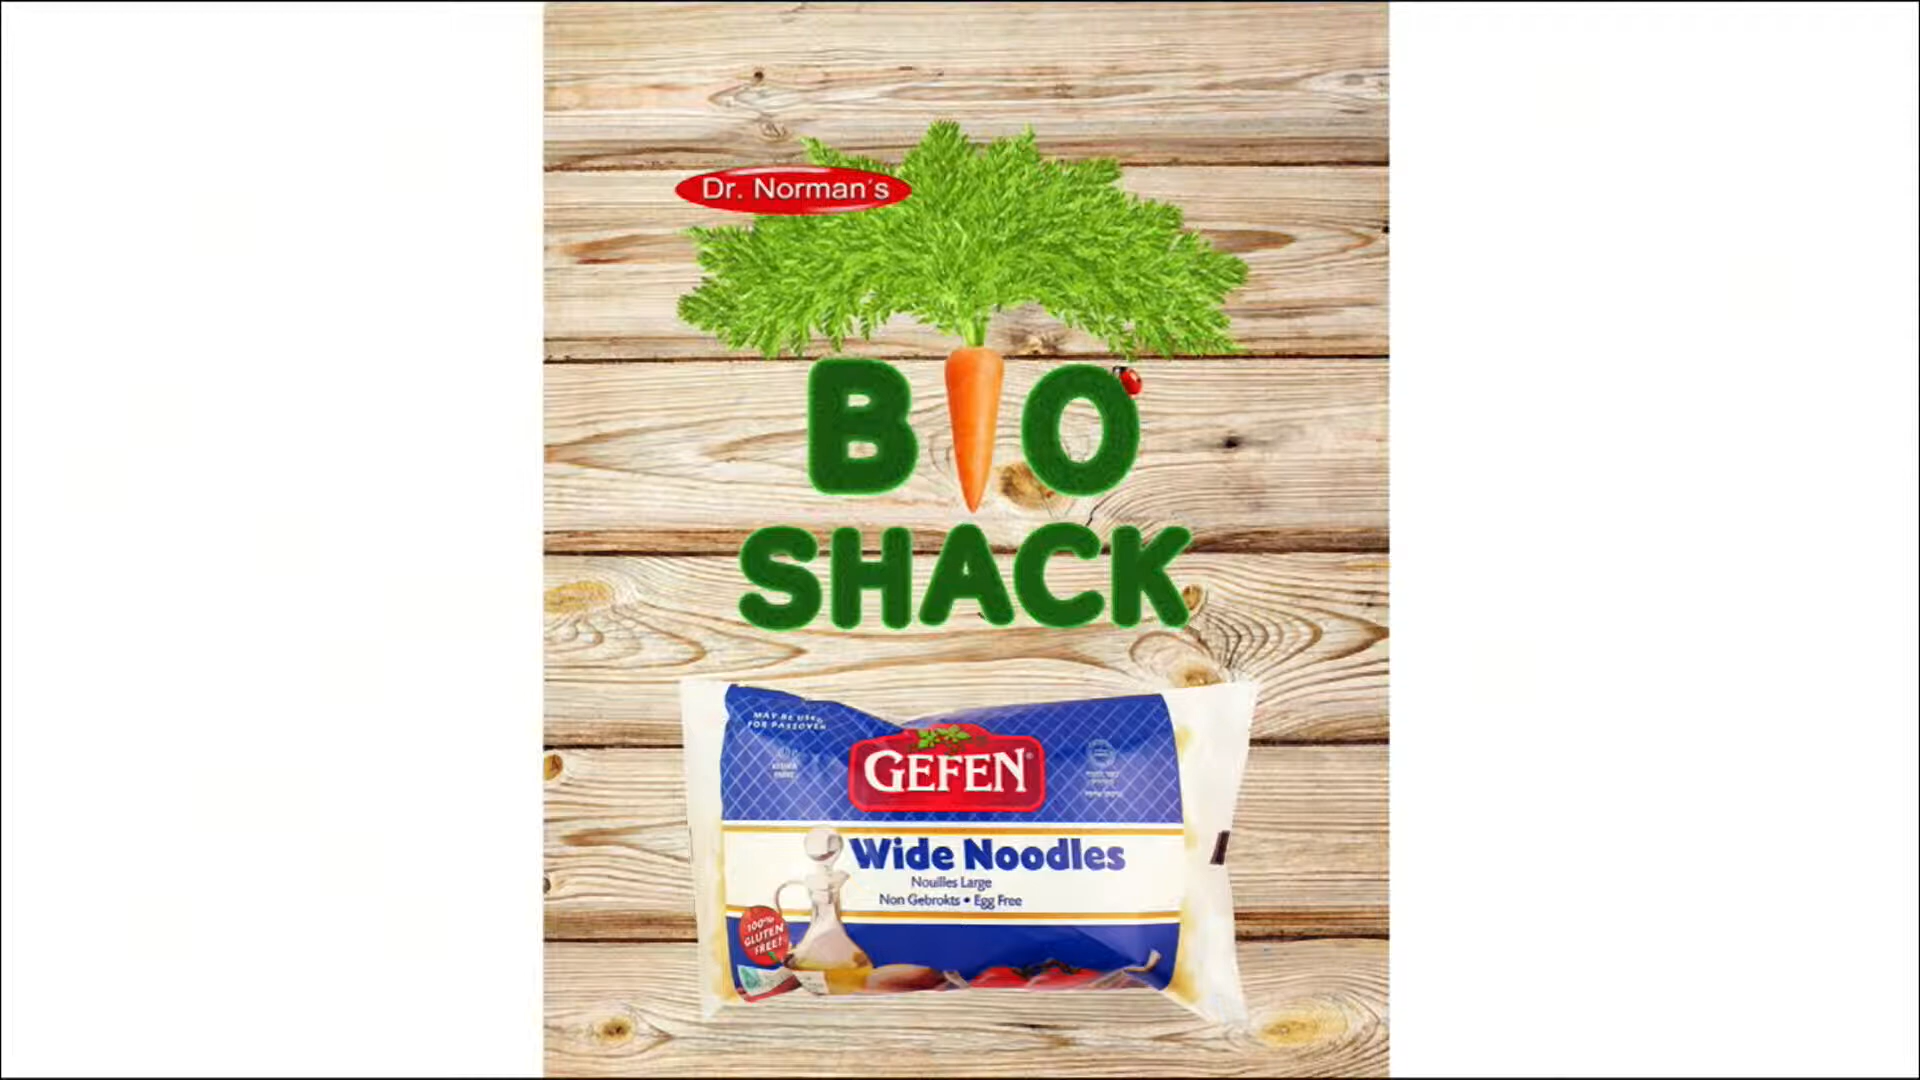 Dr. Norman's
BIO
SHACK
MAY BE USED
FOR PASSOVER
GEFEN®
Wide Noodles
Nouilles Large
Non Gebrokts • Egg Free
100%
GLUTEN
FREE!